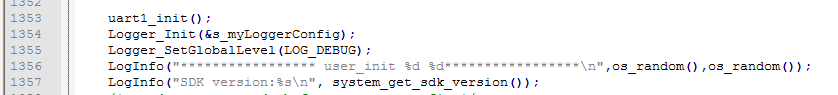 1352
1353 uart1_init();
1354 Logger_Init(&s_myLoggerConfig);
1355 Logger_SetGlobalLevel(LOG_DEBUG);
1356 LogInfo("***************** user_init %d %d*****************\n",os_random(),os_random());
1357 LogInfo("SDK version:%s\n", system_get_sdk_version());